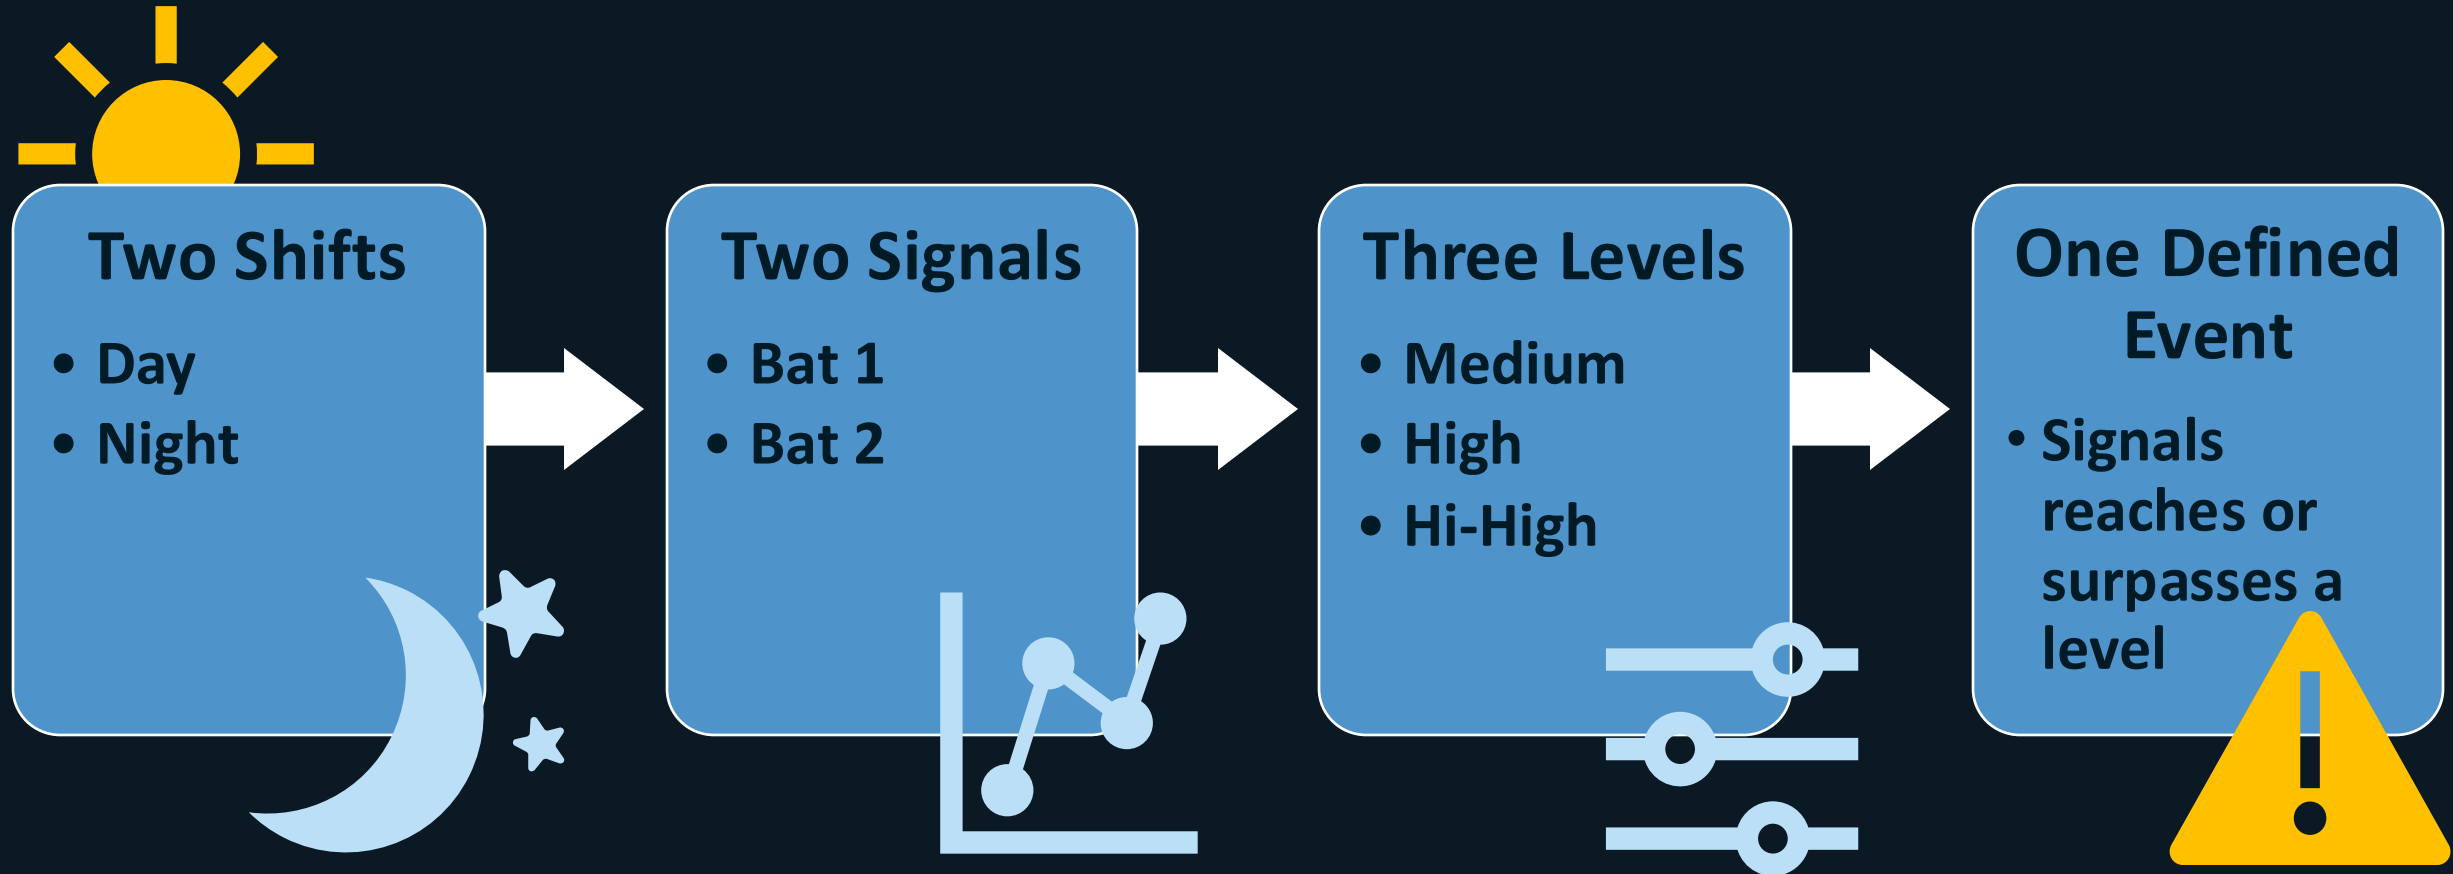 Two Shifts
• Day
• Night
Two Signals
• Bat 1
• Bat 2
Three Levels
• Medium
• High
• Hi-High
One Defined
Event
• Signals
reaches or
surpasses a
level